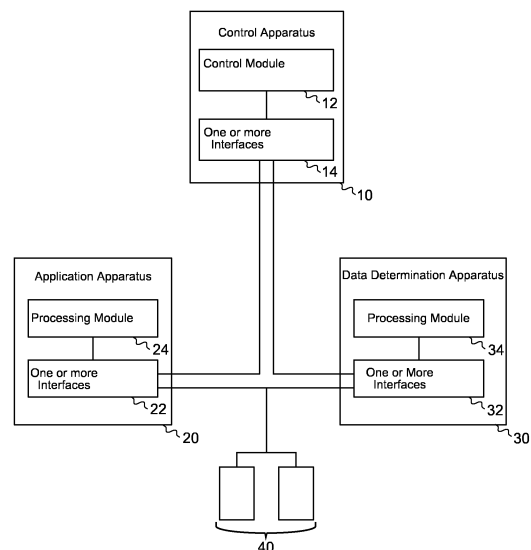 Control Apparatus
Control Module
12
One or more
Interfaces
14
10
Application Apparatus
Processing Module
24
One or more
Interfaces
22
20
Data Determination Apparatus
Processing Module
34
One or More
Interfaces
32
30
40